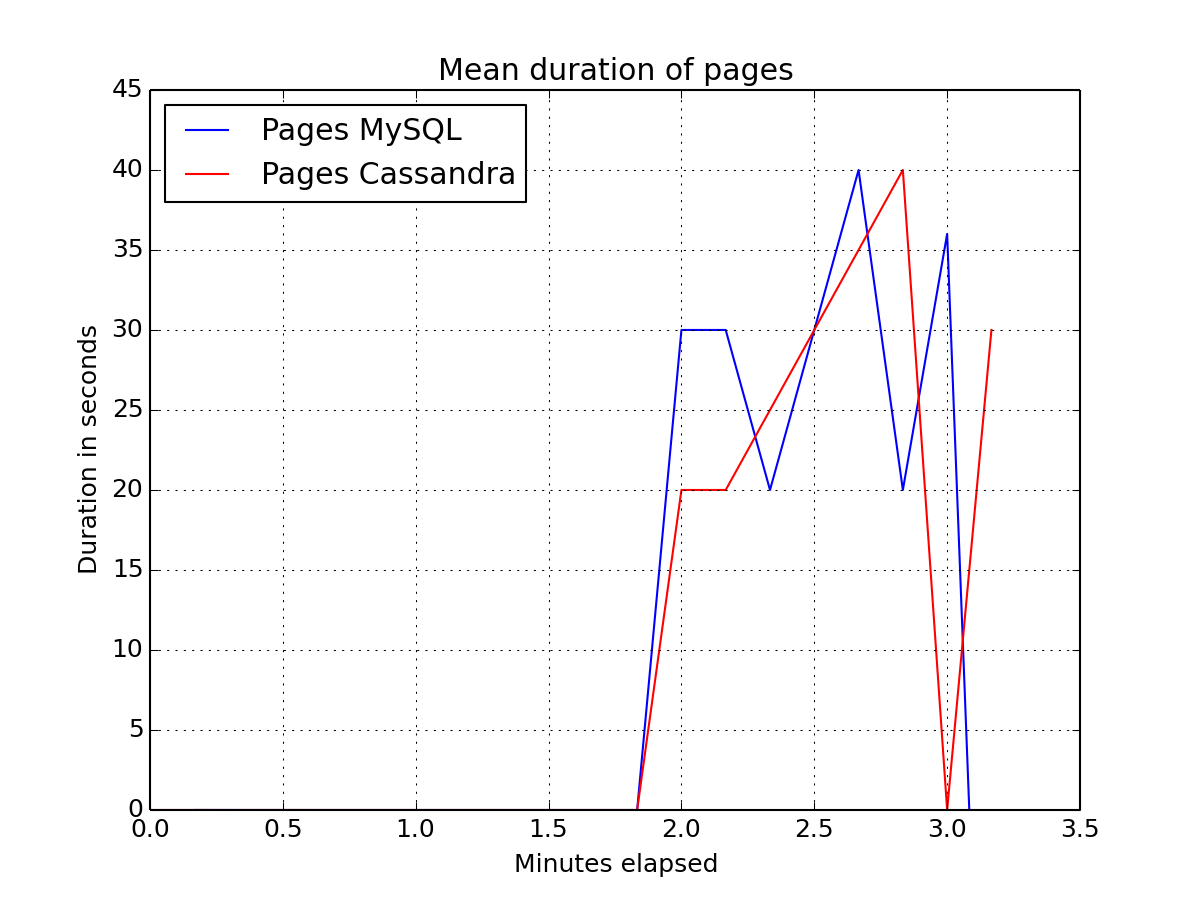 Mean duration of pages
Pages MySQL
Pages Cassandra
Duration in seconds
45
40
35
30
25
20
15
10
5
0
0.0 0.5 1.0 1.5 2.0 2.5 3.0 3.5
Minutes elapsed